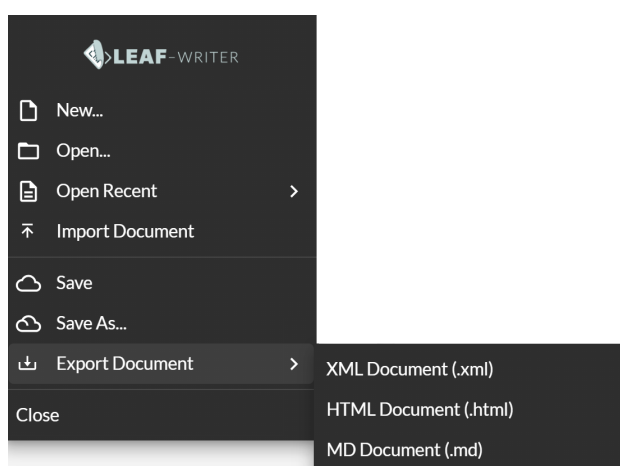 LEAF-WRITER
New...
Open...
Open Recent
Import Document
Save
Save As...
Export Document
XML Document (.xml)
HTML Document (.html)
MD Document (.md)
Close